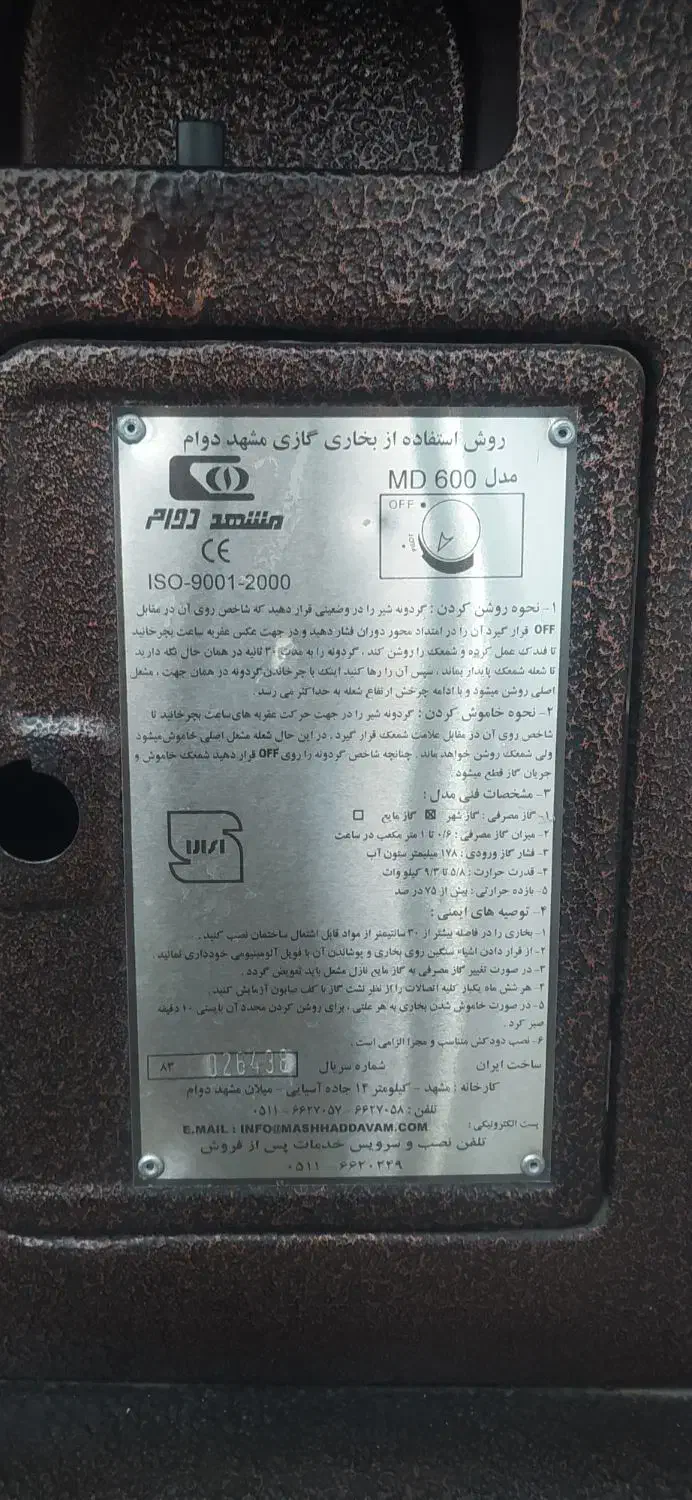 روش استفاده از بخاری گازی مشهد دوام
مدل MD 600
OFF
PILOT
مشهد دوام
CE
ISO-9001-2000
۱- نحوه روشن کردن : گردونه شیر را در وضعیتی قرار دهید که شاخص روی آن در مقابل
OFF قرار گیرد آن را در امتداد محور دوران فشار دهید و در جهت عکس عقربه ساعت بچرخانید
تا فندک عمل کرده و شمعک را روشن کند ، گردونه را به مدت ۳۰ ثانیه در همان حال نگه دارید
تا شعله شمعک پایدار بماند ، سپس آن را رها کنید اینک با چرخاندن گردونه در همان جهت ، مشعل
اصلی روشن میشود و با ادامه چرخش ارتفاع شعله به حداکثر می رسد .
۲- نحوه خاموش کردن : گردونه شیر را در جهت حرکت عقربه های ساعت بچرخانید تا
شاخص روی آن در مقابل علامت شمعک قرار گیرد . در این حال شعله مشعل اصلی خاموش میشود
ولی شمعک روشن خواهد ماند . چنانچه شاخص گردونه را روی OFF قرار دهید شمعک خاموش و
جریان گاز قطع میشود .
۳- مشخصات فنی مدل :
۱- گاز مصرفی : گاز شهر ☒ گاز مایع ☐
۲- میزان گاز مصرفی : ۰/۶ تا ۱ متر مکعب در ساعت
۳- فشار گاز ورودی : ۱۷۸ میلیمتر ستون آب
۴- قدرت حرارت : ۵/۸ تا ۹/۳ کیلو وات
۵- بازده حرارتی : بیش از ۷۵ در صد
۴- توصیه های ایمنی :
۱- بخاری را در فاصله بیشتر از ۳۰ سانتیمتر از مواد قابل اشتعال ساختمان نصب کنید .
۲- از قرار دادن اشیاء سنگین روی بخاری و پوشاندن آن با فویل آلومینیومی خودداری نمائید .
۳- در صورت تغییر گاز مصرفی به گاز مایع نازل مشعل باید تعویض گردد .
۴- هر شش ماه یکبار کلیه اتصالات را از نظر نشت گاز با کف صابون آزمایش کنید .
۵- در صورت خاموش شدن بخاری به هر علتی ، برای روشن کردن مجدد آن بایستی ۱۰ دقیقه
صبر کرد .
۶- نصب دودکش متناسب و مجزا الزامی است .
ساخت ایران شماره سریال 026436 ۸۳
کارخانه : مشهد - کیلومتر ۱۴ جاده آسیایی - میلان مشهد دوام
تلفن : ۶۶۲۷۰۵۸ - ۶۶۲۷۰۵۷ - ۰۵۱۱
پست الکترونیکی : E.MAIL : INFO@MASHHADDAVAM.COM
تلفن نصب و سرویس خدمات پس از فروش
۰۵۱۱ - ۶۶۲۰۲۴۹